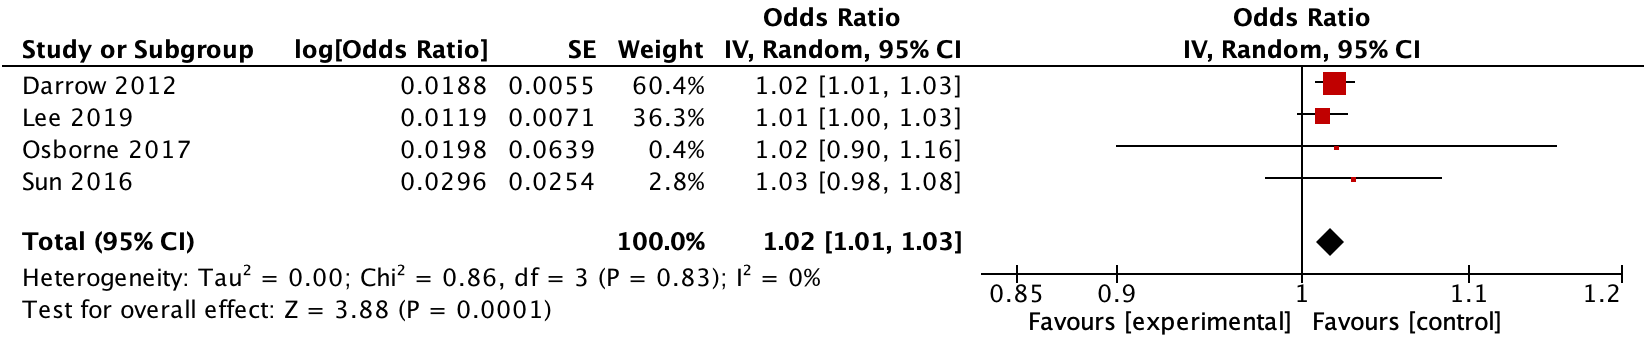 Odds Ratio Odds Ratio
Study or Subgroup log[Odds Ratio] SE Weight IV, Random, 95% CI IV, Random, 95% CI
Darrow 2012 0.0188 0.0055 60.4% 1.02 [1.01, 1.03]
Lee 2019 0.0119 0.0071 36.3% 1.01 [1.00, 1.03]
Osborne 2017 0.0198 0.0639 0.4% 1.02 [0.90, 1.16]
Sun 2016 0.0296 0.0254 2.8% 1.03 [0.98, 1.08]
Total (95% CI) 100.0% 1.02 [1.01, 1.03]
Heterogeneity: Tau² = 0.00; Chi² = 0.86, df = 3 (P = 0.83); I² = 0%
Test for overall effect: Z = 3.88 (P = 0.0001)
0.85 0.9 1 1.1 1.2
Favours [experimental] Favours [control]